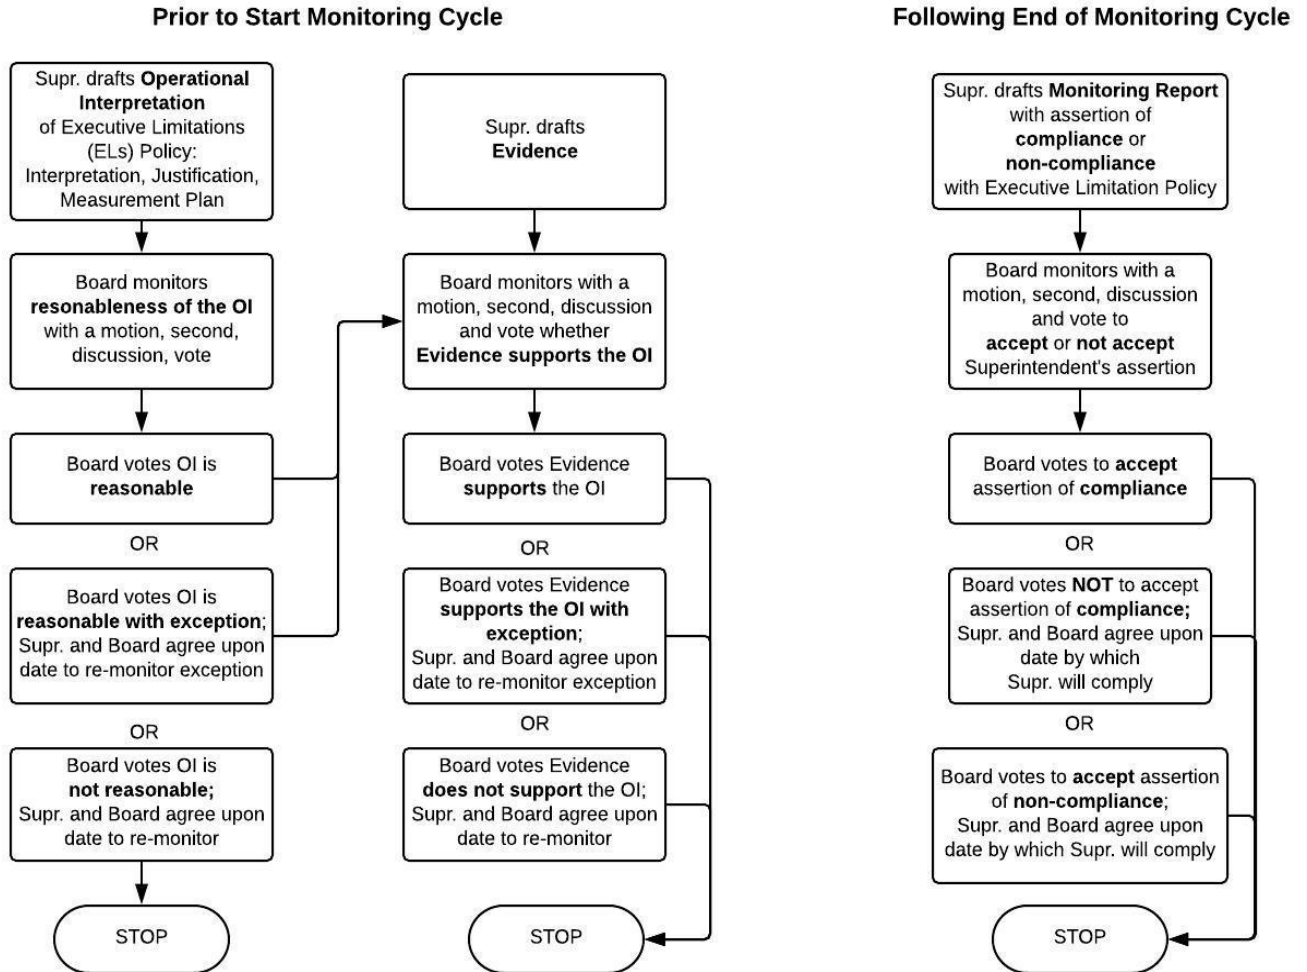 Prior to Start Monitoring Cycle
Supr. drafts Operational
Interpretation
of Executive Limitations
(ELs) Policy:
Interpretation, Justification,
Measurement Plan
Board monitors
resonableness of the OI
with a motion, second,
discussion, vote
Board votes OI is
reasonable
OR
Board votes OI is
reasonable with exception;
Supr. and Board agree upon
date to re-monitor exception
OR
Board votes OI is
not reasonable;
Supr. and Board agree upon
date to re-monitor
STOP
Supr. drafts
Evidence
Board monitors with a
motion, second, discussion
and vote whether
Evidence supports the OI
Board votes Evidence
supports the OI
OR
Board votes Evidence
supports the OI with
exception;
Supr. and Board agree upon
date to re-monitor exception
OR
Board votes Evidence
does not support the OI;
Supr. and Board agree upon
date to re-monitor
STOP
Following End of Monitoring Cycle
Supr. drafts Monitoring Report
with assertion of
compliance or
non-compliance
with Executive Limitation Policy
Board monitors with a
motion, second, discussion
and vote to
accept or not accept
Superintendent's assertion
Board votes to accept
assertion of compliance
OR
Board votes NOT to accept
assertion of compliance;
Supr. and Board agree upon
date by which
Supr. will comply
OR
Board votes to accept assertion
of non-compliance;
Supr. and Board agree upon
date by which Supr. will comply
STOP